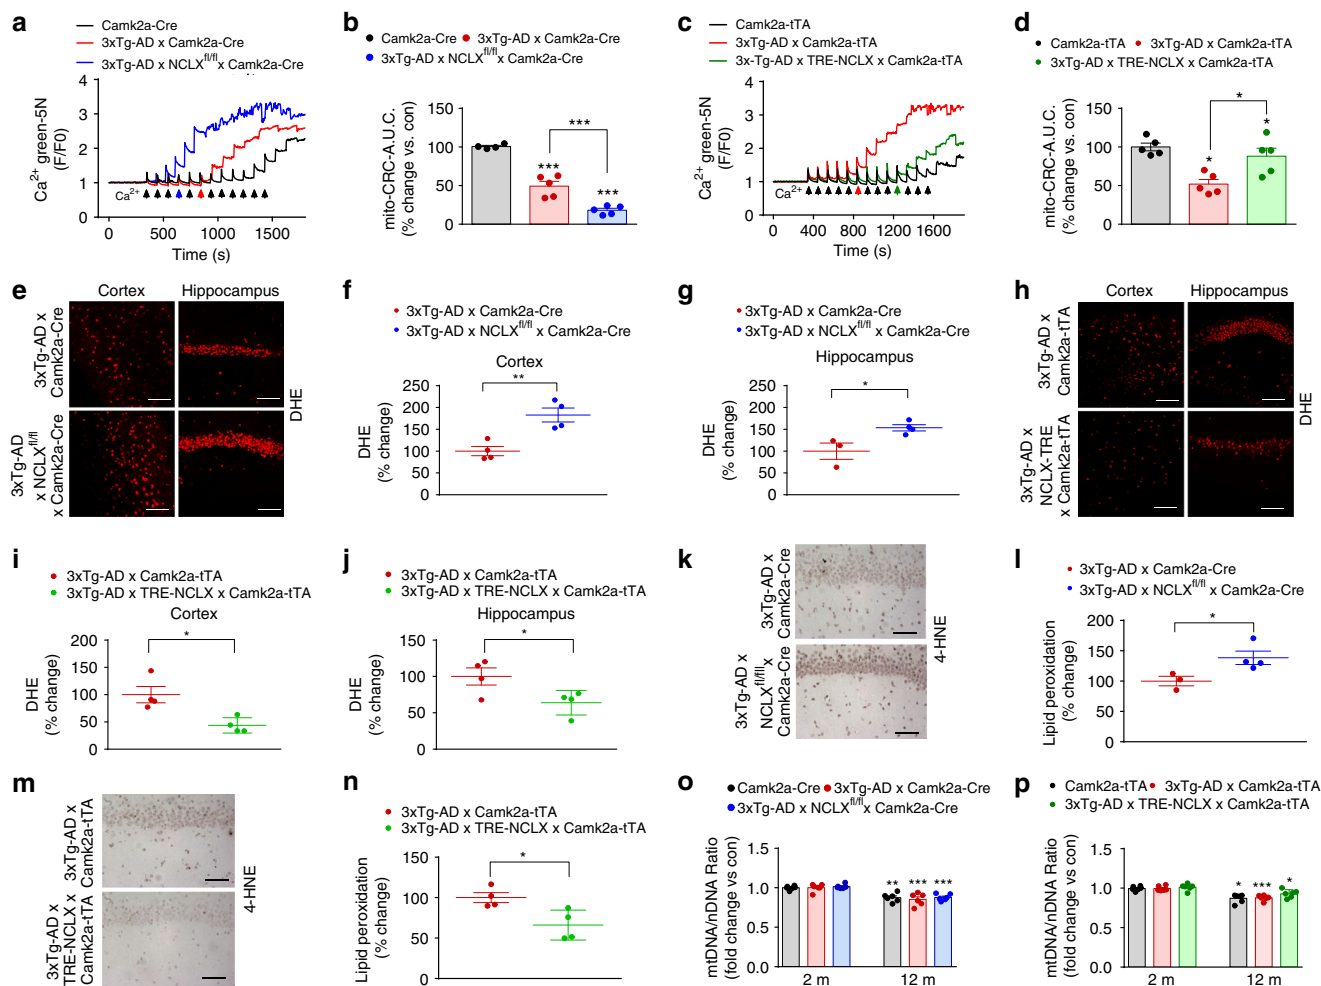 a
Camk2a-Cre
3xTg-AD x Camk2a-Cre
3xTg-AD x NCLXfl/fl x Camk2a-Cre
Ca2+ green-5N
(F/F0)
4
3
2
1
0
Ca2+
0
500
1000
1500
Time (s)
b
Camk2a-Cre
3xTg-AD x Camk2a-Cre
3xTg-AD x NCLXfl/fl x Camk2a-Cre
mito-CRC-A.U.C.
(% change vs. con)
150
100
50
0
***
***
***
c
Camk2a-tTA
3xTg-AD x Camk2a-tTA
3x-Tg-AD x TRE-NCLX x Camk2a-tTA
Ca2+ green-5N
(F/F0)
4
3
2
1
0
Ca2+
0
400
800
1200
1600
Time (s)
d
Camk2a-tTA
3xTg-AD x Camk2a-tTA
3xTg-AD x TRE-NCLX x Camk2a-tTA
mito-CRC-A.U.C.
(% change vs. con)
150
100
50
0
*
*
*
e
Cortex
Hippocampus
3xTg-AD x
Camk2a-Cre
3xTg-AD
x NCLXfl/fl
x Camk2a-Cre
DHE
f
3xTg-AD x Camk2a-Cre
3xTg-AD x NCLXfl/fl x Camk2a-Cre
Cortex
DHE
(% change)
250
200
150
100
50
0
**
g
3xTg-AD x Camk2a-Cre
3xTg-AD x NCLXfl/fl x Camk2a-Cre
Hippocampus
DHE
(% change)
250
200
150
100
50
0
*
h
Cortex
Hippocampus
3xTg-AD x
Camk2a-tTA
3xTg-AD x
NCLX-TRE
x Camk2a-tTA
DHE
i
3xTg-AD x Camk2a-tTA
3xTg-AD x TRE-NCLX x Camk2a-tTA
Cortex
DHE
(% change)
200
150
100
50
0
*
j
3xTg-AD x Camk2a-tTA
3xTg-AD x TRE-NCLX x Camk2a-tTA
Hippocampus
DHE
(% change)
150
100
50
0
*
k
3xTg-AD x
Camk2a-Cre
3xTg-AD x
NCLXfl/fl x
Camk2a-Cre
4-HNE
l
3xTg-AD x Camk2a-Cre
3xTg-AD x NCLXfl/fl x Camk2a-Cre
Lipid peroxidation
(% change)
200
150
100
50
0
*
m
3xTg-AD x
Camk2a-tTA
3xTg-AD x
TRE-NCLX x
Camk2a-tTA
4-HNE
n
3xTg-AD x Camk2a-tTA
3xTg-AD x TRE-NCLX x Camk2a-tTA
Lipid peroxidation
(% change)
150
100
50
0
*
o
Camk2a-Cre
3xTg-AD x Camk2a-Cre
3xTg-AD x NCLXfl/fl x Camk2a-Cre
mtDNA/nDNA Ratio
(fold change vs con)
1.5
1.0
0.5
0.0
**
***
***
2 m
12 m
p
Camk2a-tTA
3xTg-AD x Camk2a-tTA
3xTg-AD x TRE-NCLX x Camk2a-tTA
mtDNA/nDNA Ratio
(fold change vs con)
1.5
1.0
0.5
0.0
*
***
*
2 m
12 m